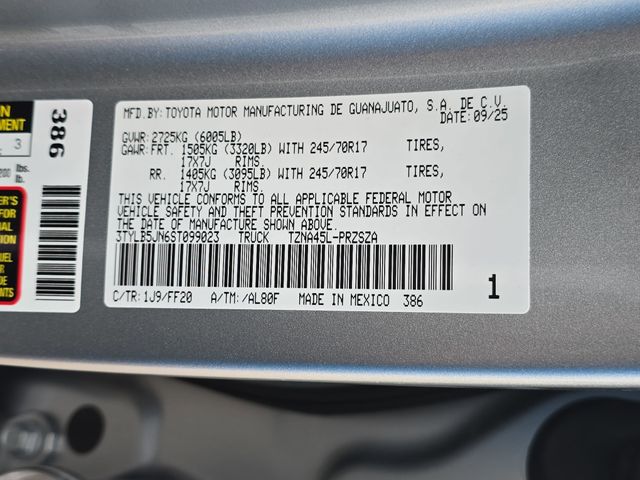 MFD.BY: TOYOTA MOTOR MANUFACTURING DE GUANAJUATO, S.A. DE C.V.
DATE: 09/25
GVWR: 2725KG (6005LB)
GAWR: FRT. 1505KG (3320LB) WITH 245/70R17 TIRES,
17X7J RIMS.
RR. 1405KG (3095LB) WITH 245/70R17 TIRES,
17X7J RIMS.
THIS VEHICLE CONFORMS TO ALL APPLICABLE FEDERAL MOTOR
VEHICLE SAFETY AND THEFT PREVENTION STANDARDS IN EFFECT ON
THE DATE OF MANUFACTURE SHOWN ABOVE.
3TYLB5JN6ST099023 TRUCK TZNA45L-PRZSZA
C/TR: 1J9/FF20 A/TM: /AL80F MADE IN MEXICO 386
1
386
3
lbs.
lbs.